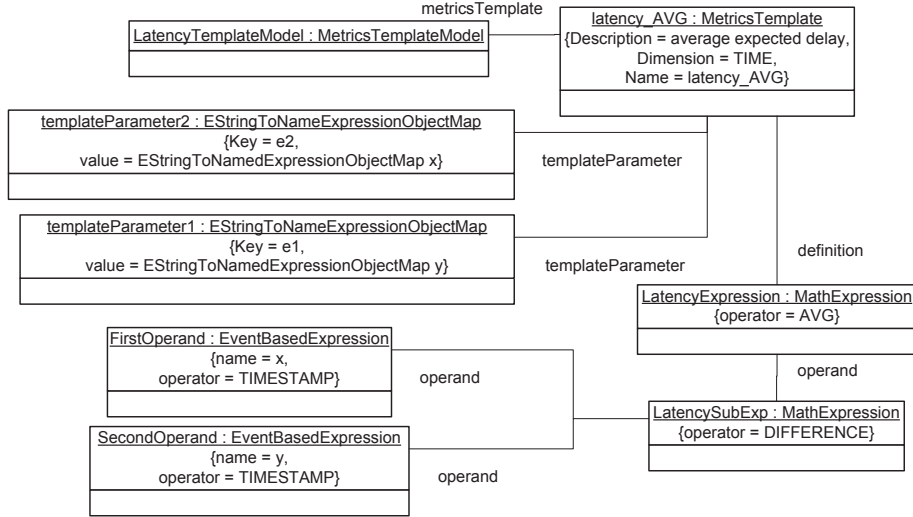 metricsTemplate
LatencyTemplateModel : MetricsTemplateModel
latency_AVG : MetricsTemplate
{Description = average expected delay,
Dimension = TIME,
Name = latency_AVG}
templateParameter2 : EStringToNameExpressionObjectMap
{Key = e2,
value = EStringToNamedExpressionObjectMap x}
templateParameter
templateParameter1 : EStringToNameExpressionObjectMap
{Key = e1,
value = EStringToNamedExpressionObjectMap y}
templateParameter
definition
LatencyExpression : MathExpression
{operator = AVG}
FirstOperand : EventBasedExpression
{name = x,
operator = TIMESTAMP}
operand
operand
LatencySubExp : MathExpression
{operator = DIFFERENCE}
SecondOperand : EventBasedExpression
{name = y,
operator = TIMESTAMP}
operand